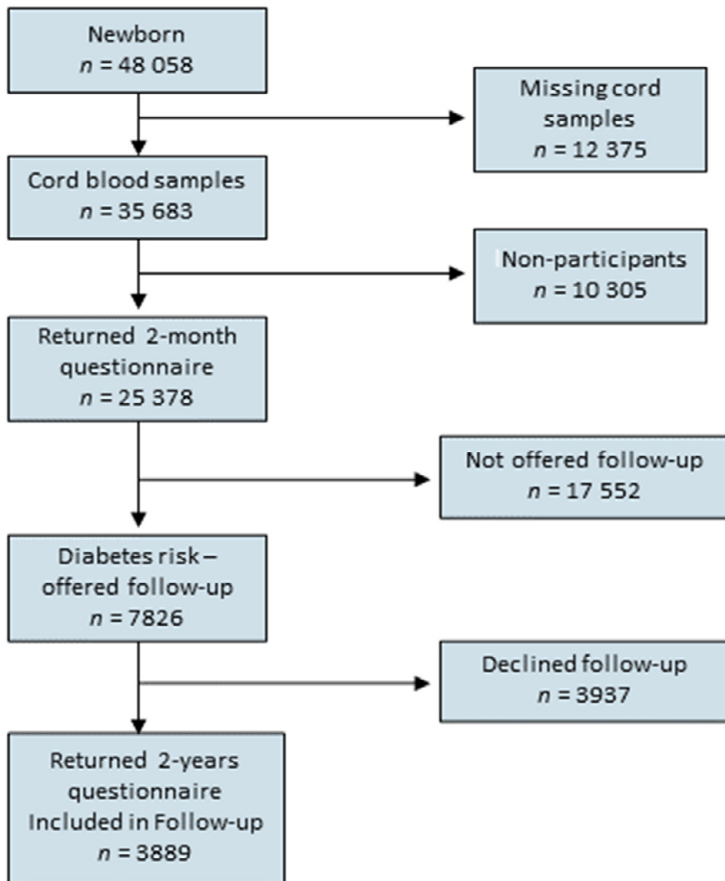 Newborn
n = 48 058
Missing cord
samples
n = 12 375
Cord blood samples
n = 35 683
Non-participants
n = 10 305
Returned 2-month
questionnaire
n = 25 378
Not offered follow-up
n = 17 552
Diabetes risk –
offered follow-up
n = 7826
Declined follow-up
n = 3937
Returned 2-years
questionnaire
Included in Follow-up
n = 3889